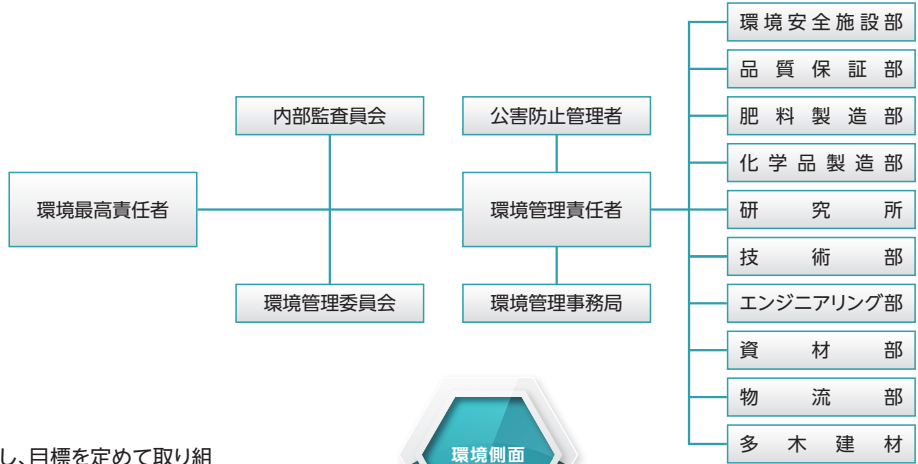 環境最高責任者
内部監査員会
環境管理委員会
公害防止管理者
環境管理責任者
環境管理事務局
環境安全施設部
品質保証部
肥料製造部
化学品製造部
研究所
技術部
エンジニアリング部
資材部
物流部
多木建材
し、目標を定めて取り組
環境側面